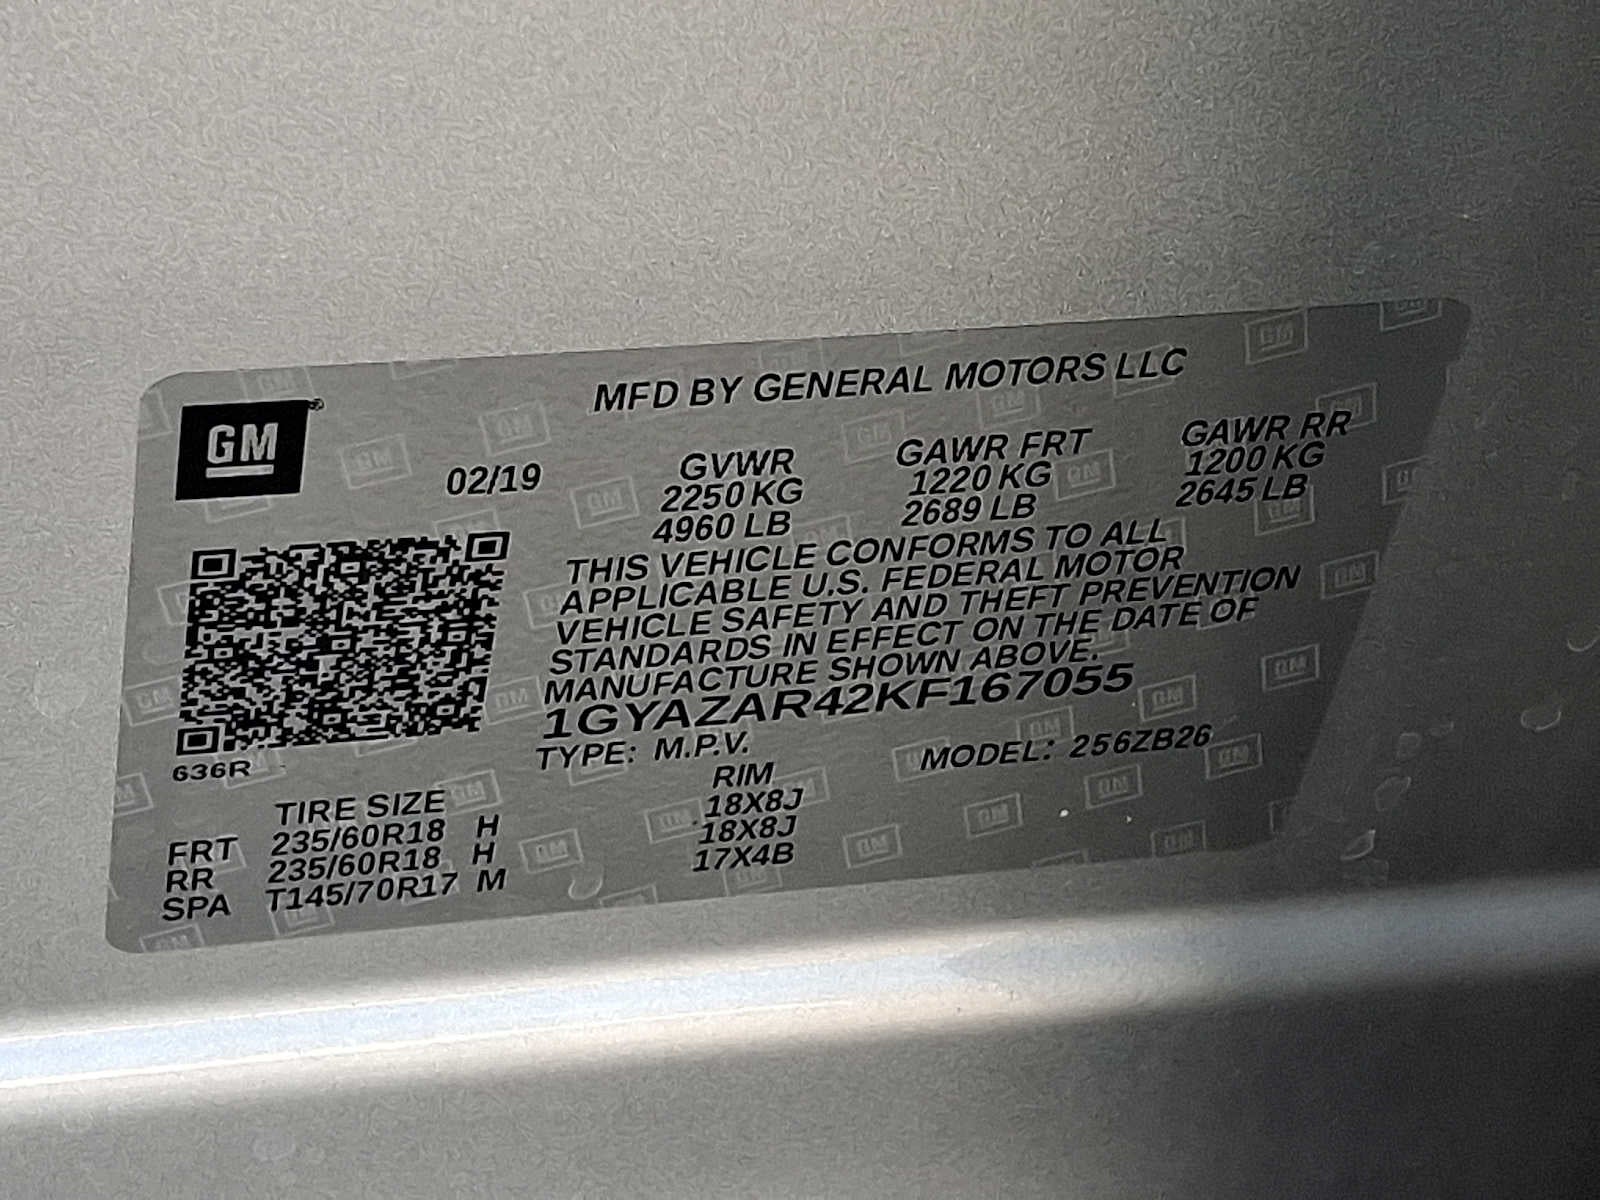 MFD BY GENERAL MOTORS LLC
GM
02/19 GVWR GAWR FRT GAWR RR
2250 KG 1220 KG 1200 KG
4960 LB 2689 LB 2645 LB
THIS VEHICLE CONFORMS TO ALL
APPLICABLE U.S. FEDERAL MOTOR
VEHICLE SAFETY AND THEFT PREVENTION
STANDARDS IN EFFECT ON THE DATE OF
MANUFACTURE SHOWN ABOVE.
1GYAZAR42KF167055
TYPE: M.P.V. MODEL: 256ZB26
636R
TIRE SIZE RIM
FRT 235/60R18 H 18X8J
RR 235/60R18 H 18X8J
SPA T145/70R17 M 17X4B